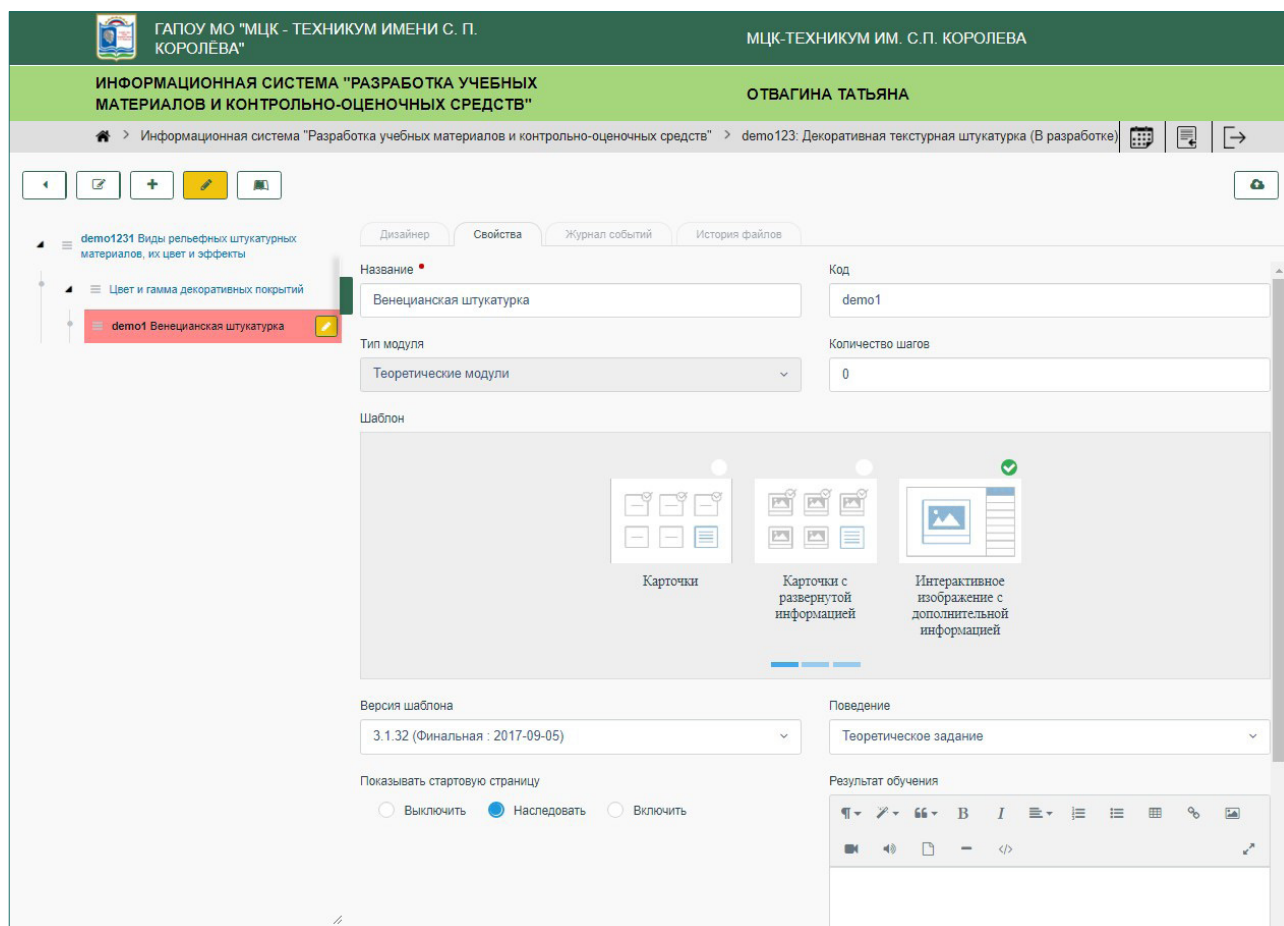 ГАПОУ МО "МЦК - ТЕХНИКУМ ИМЕНИ С. П.
КОРОЛЁВА"
МЦК-ТЕХНИКУМ ИМ. С.П. КОРОЛЕВА
ИНФОРМАЦИОННАЯ СИСТЕМА "РАЗРАБОТКА УЧЕБНЫХ
МАТЕРИАЛОВ И КОНТРОЛЬНО-ОЦЕНОЧНЫХ СРЕДСТВ"
ОТВАГИНА ТАТЬЯНА
> Информационная система "Разработка учебных материалов и контрольно-оценочных средств" > demo123: Декоративная текстурная штукатурка (В разработке)
demo1231 Виды рельефных штукатурных
материалов, их цвет и эффекты
Цвет и гамма декоративных покрытий
demo1 Венецианская штукатурка
Дизайнер Свойства Журнал событий История файлов
Название Код
Венецианская штукатурка demo1
Тип модуля Количество шагов
Теоретические модули 0
Шаблон
Карточки
Карточки с
развернутой
информацией
Интерактивное
изображение с
дополнительной
информацией
Версия шаблона Поведение
3.1.32 (Финальная : 2017-09-05) Теоретическое задание
Показывать стартовую страницу Результат обучения
Выключить Наследовать Включить
¶ B I
</>